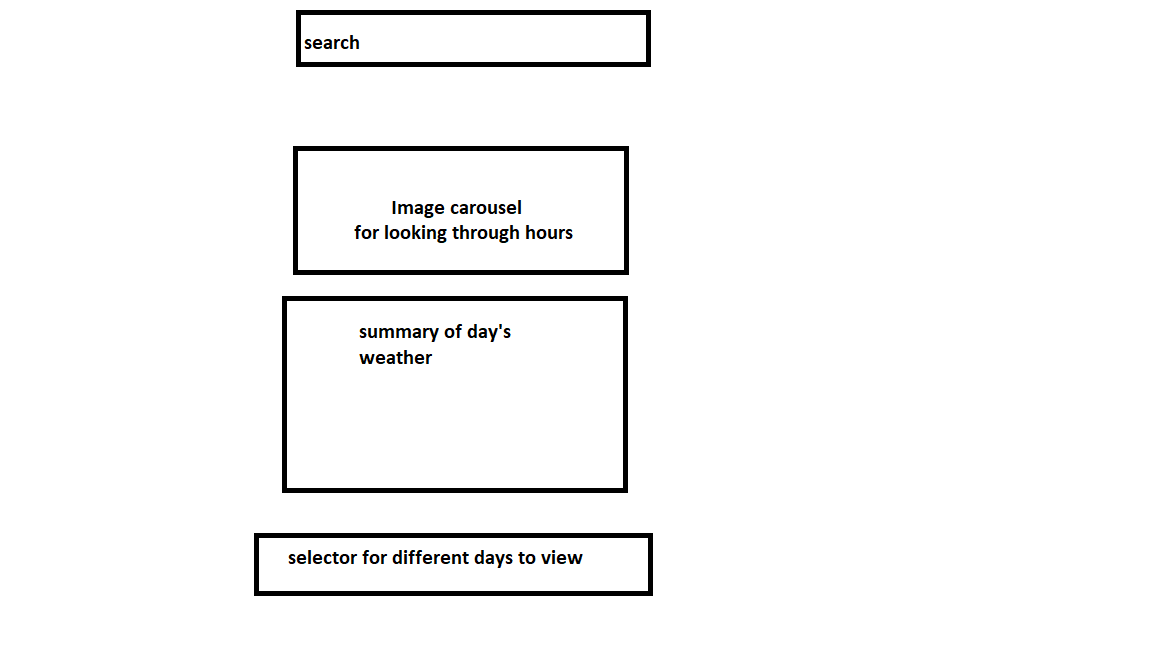 search
Image carousel
for looking through hours
summary of day's
weather
selector for different days to view